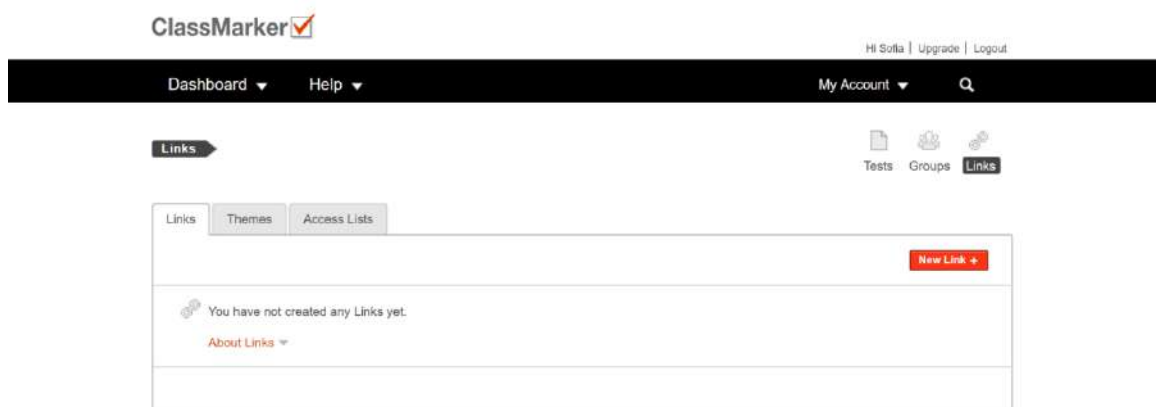 ClassMarker
Hi Sofia | Upgrade | Logout
Dashboard Help My Account
Links
Tests Groups Links
Links Themes Access Lists
New Link +
You have not created any Links yet.
About Links